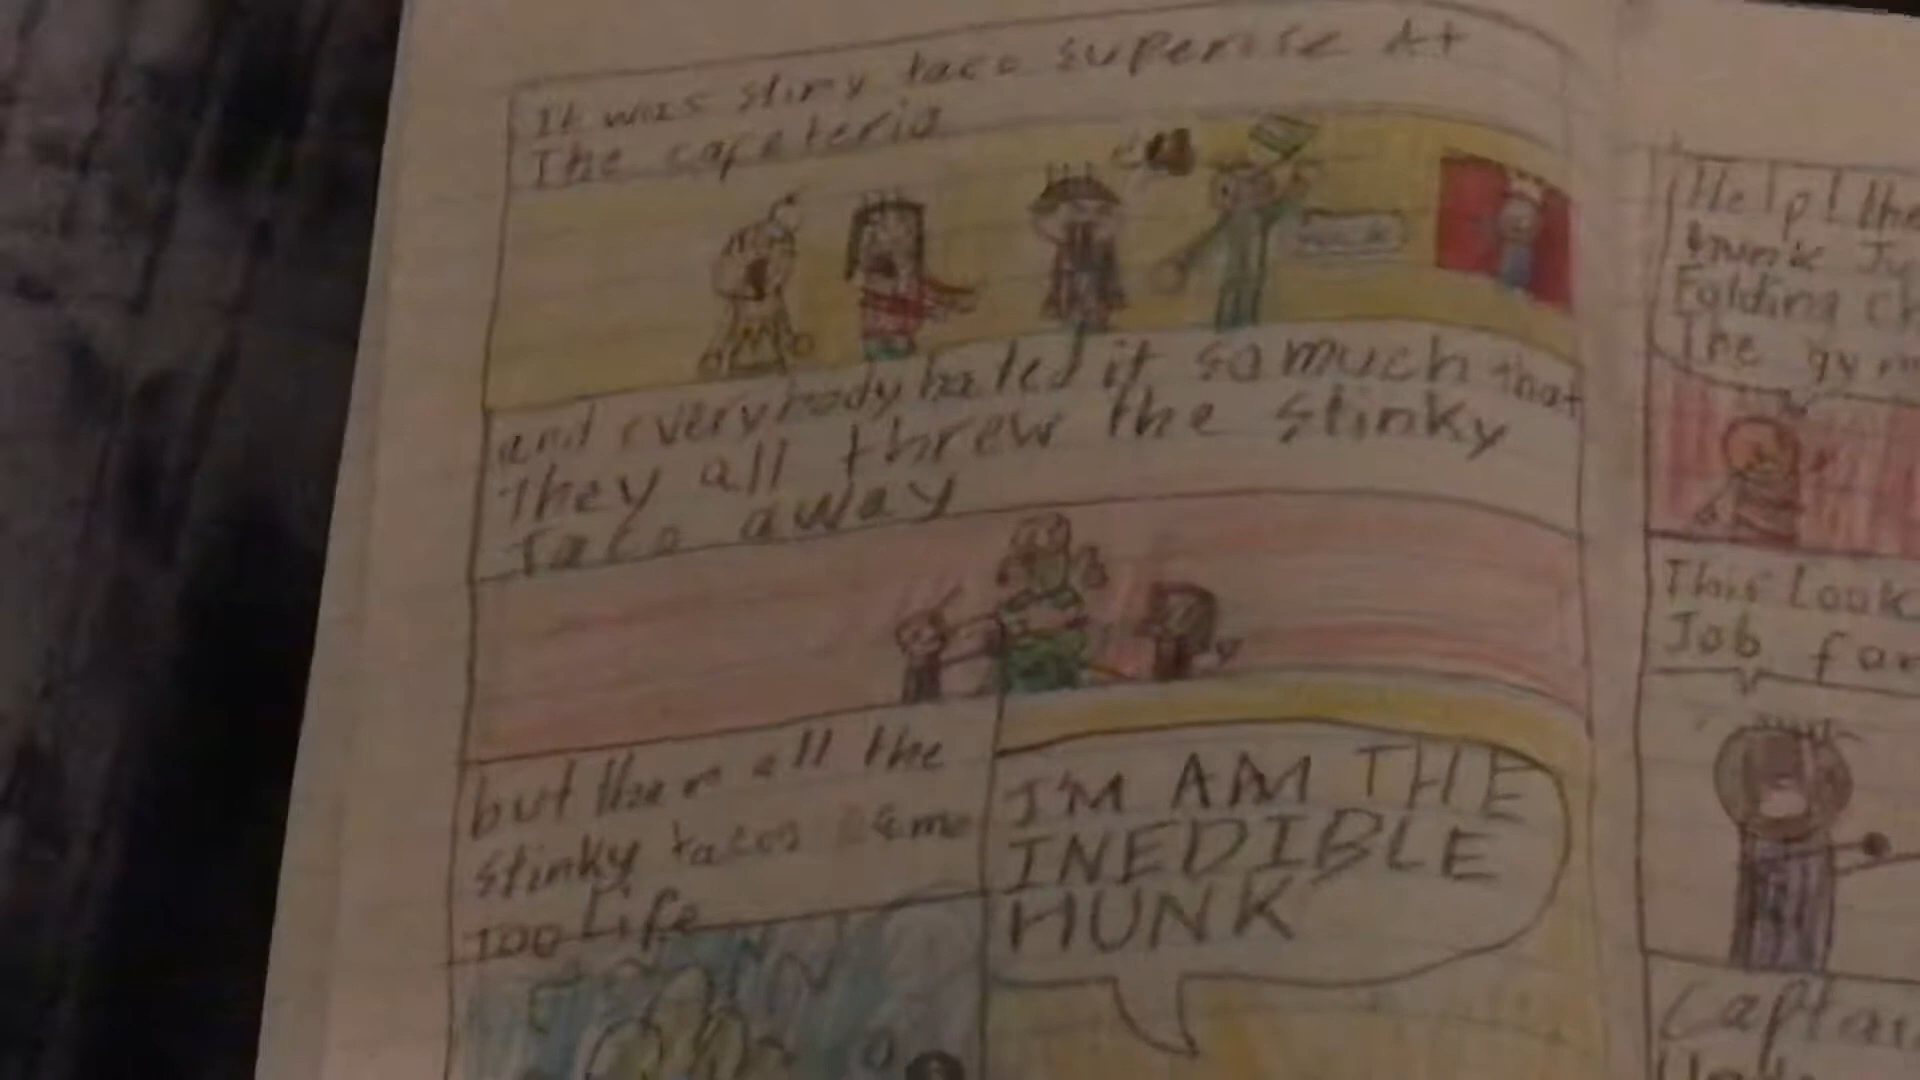 It was stiny taco superise At
The cafeteria
and everybody hated it so much that
they all threw the stinky
Taco away
but then all the
stinky tacos came
Too Life
I'M AM THE
INEDIBLE
HUNK
Help! the
Folding
The
This Look
Job for